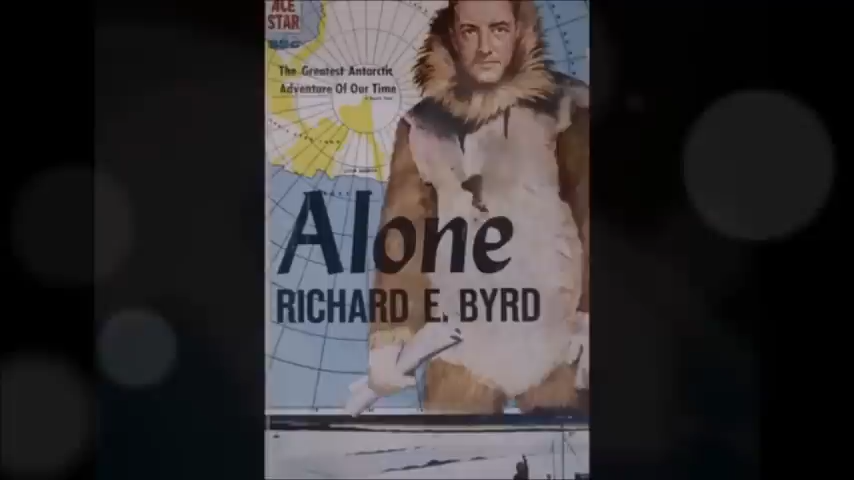 ACE
STAR
The Greatest Antarctic
Adventure Of Our Time
Alone
RICHARD E. BYRD